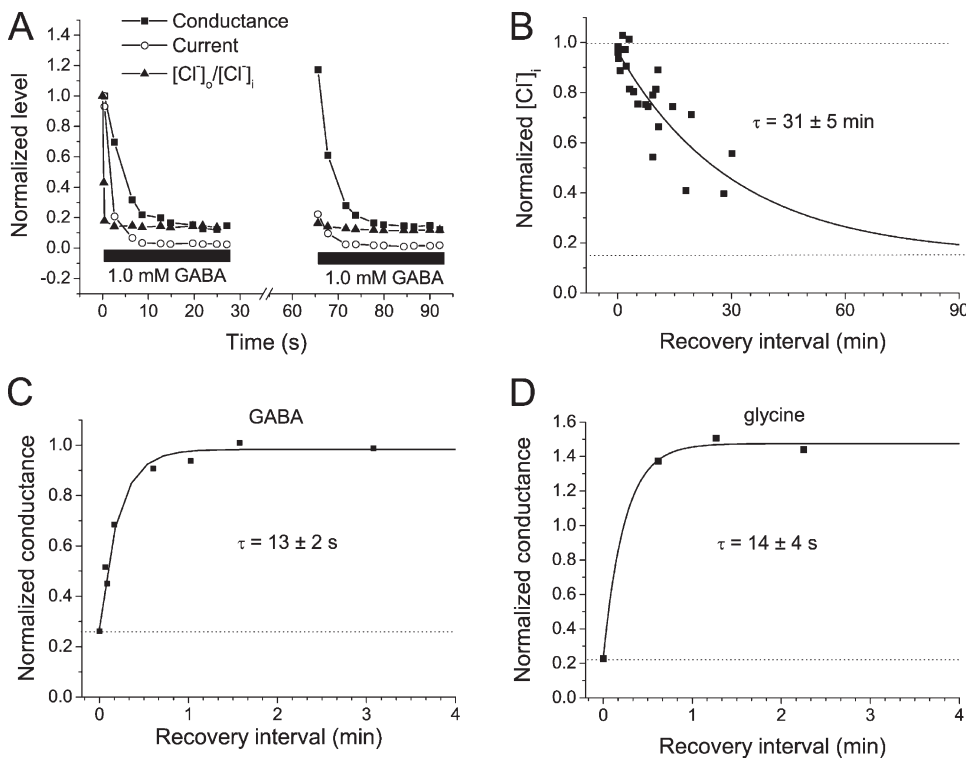 A
Conductance
Current
[Cl⁻]ₒ/[Cl⁻]ᵢ
Normalized level
1.4
1.2
1.0
0.8
0.6
0.4
0.2
0.0
-0.2
1.0 mM GABA
1.0 mM GABA
0 10 20 30 60 70 80 90
Time (s)
B
Normalized [Cl⁻]ᵢ
1.0
0.8
0.6
0.4
0.2
0.0
τ = 31 ± 5 min
0 30 60 90
Recovery interval (min)
C
GABA
Normalized conductance
1.0
0.8
0.6
0.4
0.2
0.0
τ = 13 ± 2 s
0 1 2 3 4
Recovery interval (min)
D
glycine
Normalized conductance
1.6
1.4
1.2
1.0
0.8
0.6
0.4
0.2
0.0
τ = 14 ± 4 s
0 1 2 3 4
Recovery interval (min)